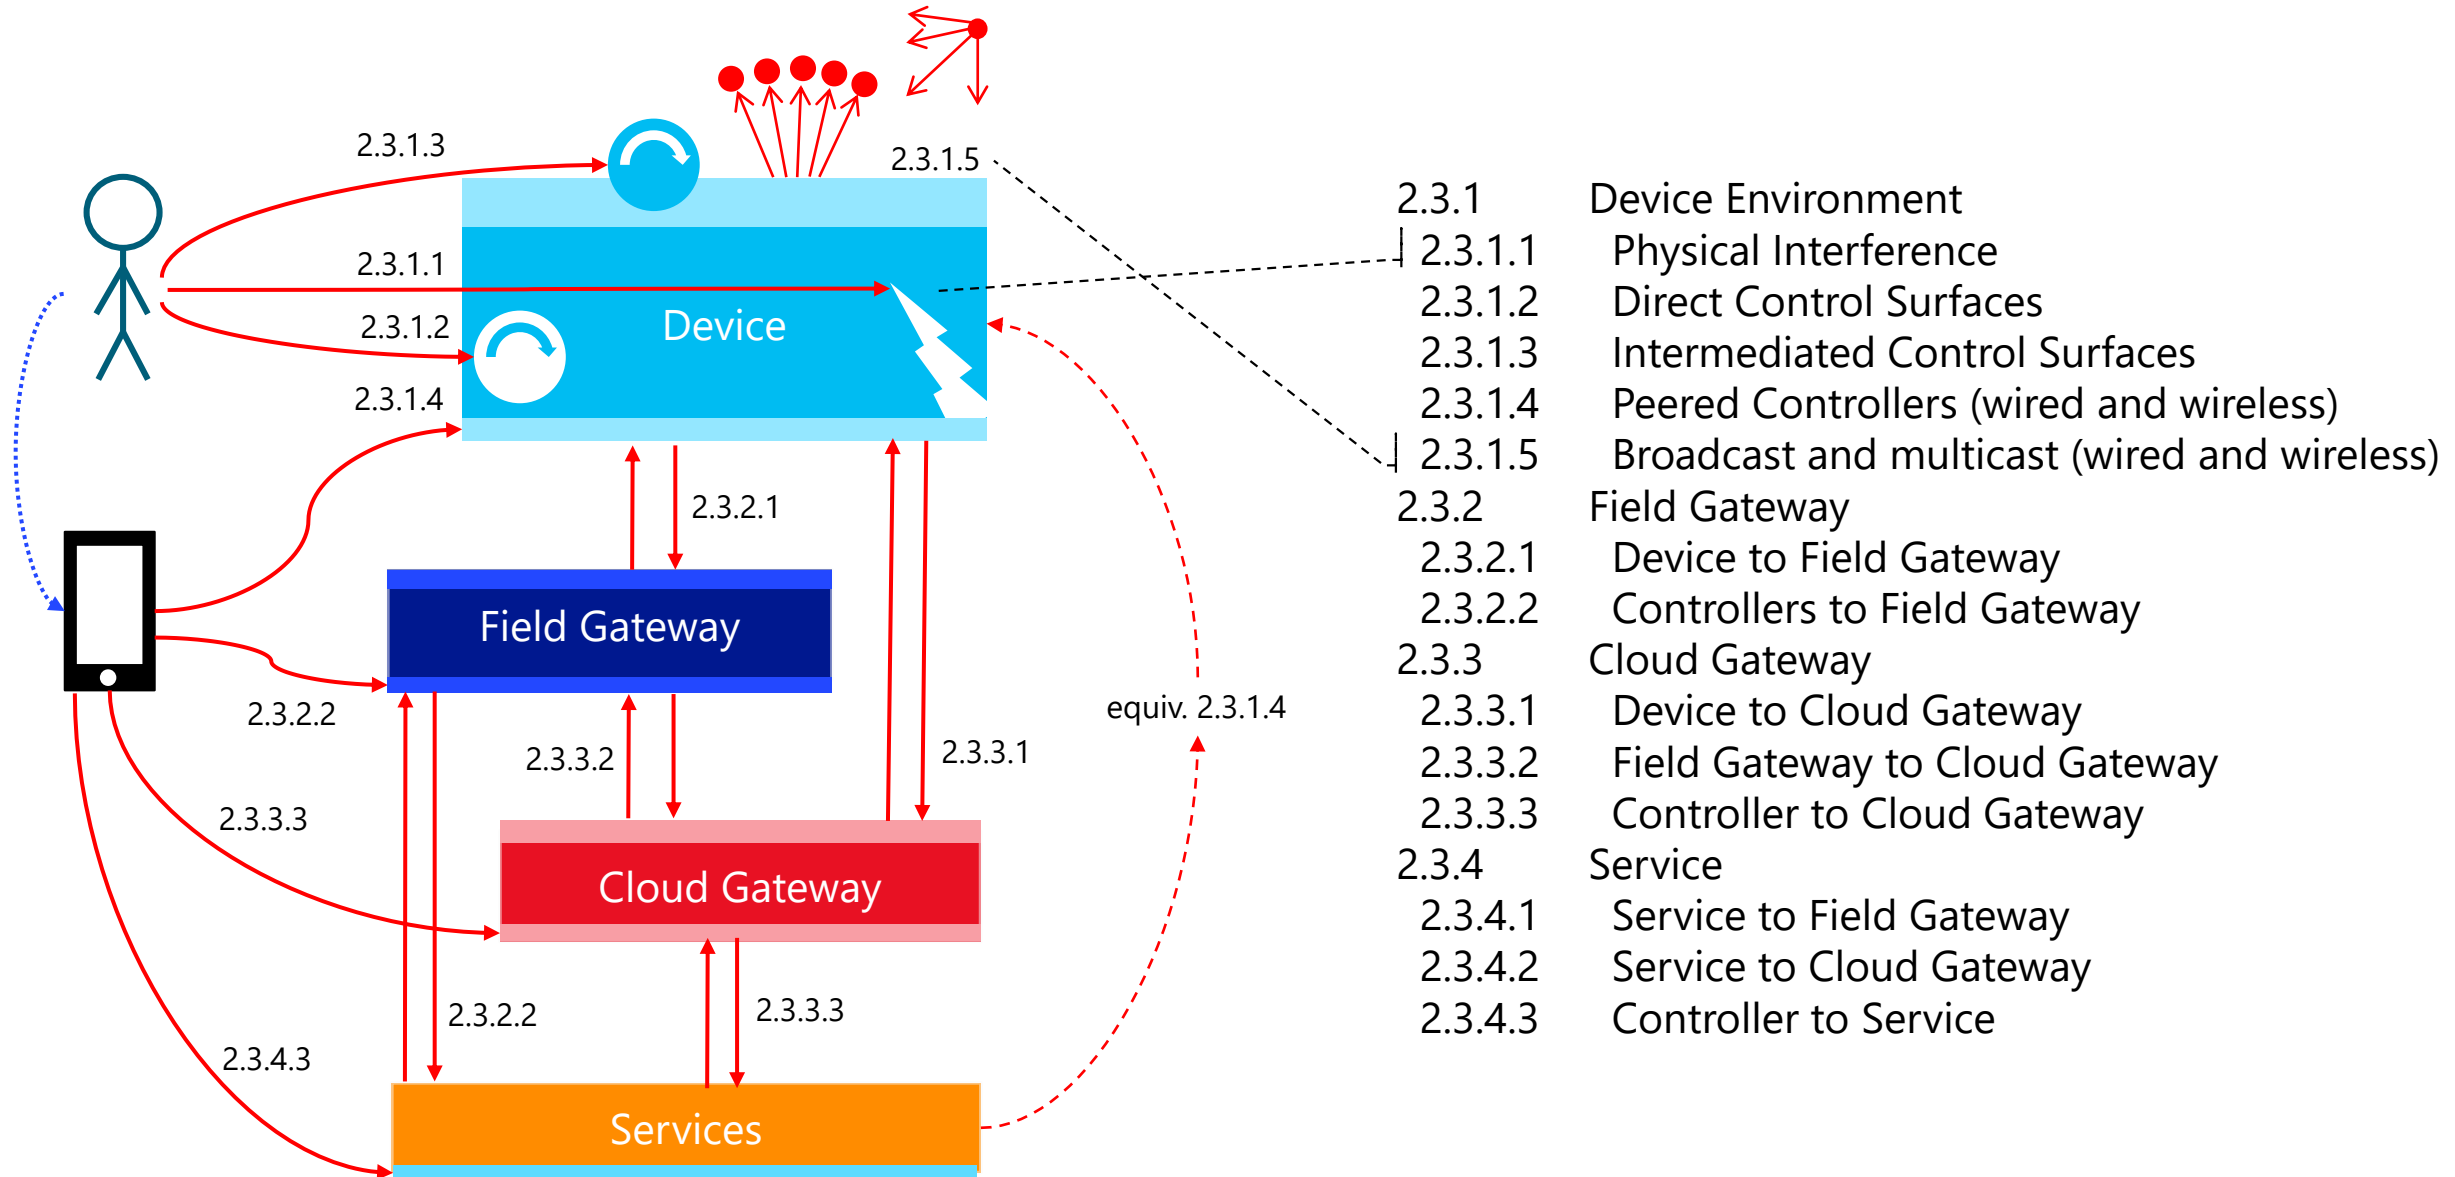 2.3.1.3
2.3.1.5
2.3.1.1
2.3.1.2
Device
2.3.1.4
2.3.2.1
Field Gateway
2.3.2.2
equiv. 2.3.1.4
2.3.3.2
2.3.3.1
2.3.3.3
Cloud Gateway
2.3.2.2
2.3.3.3
2.3.4.3
Services
2.3.1 Device Environment
2.3.1.1 Physical Interference
2.3.1.2 Direct Control Surfaces
2.3.1.3 Intermediated Control Surfaces
2.3.1.4 Peered Controllers (wired and wireless)
2.3.1.5 Broadcast and multicast (wired and wireless)
2.3.2 Field Gateway
2.3.2.1 Device to Field Gateway
2.3.2.2 Controllers to Field Gateway
2.3.3 Cloud Gateway
2.3.3.1 Device to Cloud Gateway
2.3.3.2 Field Gateway to Cloud Gateway
2.3.3.3 Controller to Cloud Gateway
2.3.4 Service
2.3.4.1 Service to Field Gateway
2.3.4.2 Service to Cloud Gateway
2.3.4.3 Controller to Service